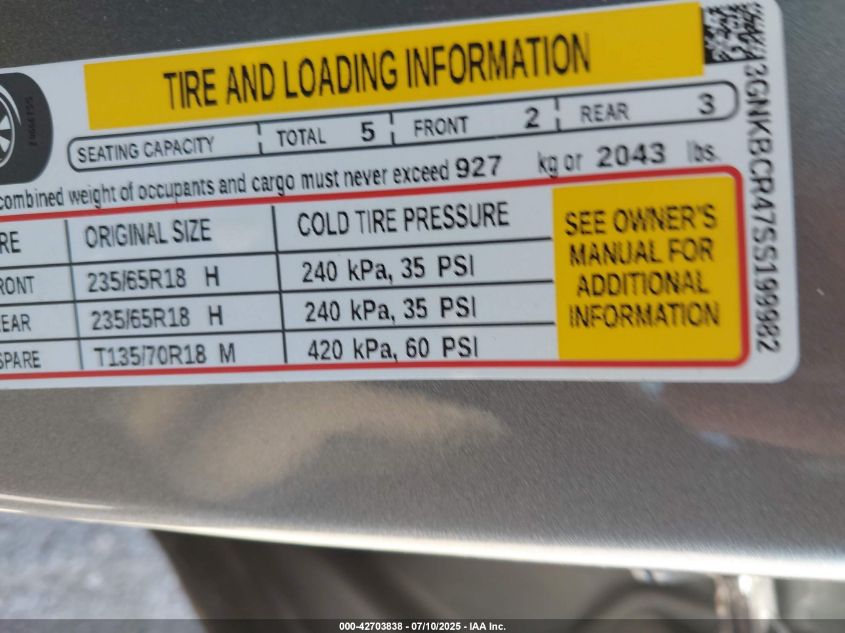 TIRE AND LOADING INFORMATION
SEATING CAPACITY TOTAL 5 FRONT 2 REAR 3
combined weight of occupants and cargo must never exceed 927 kg or 2043 lbs.
RE ORIGINAL SIZE COLD TIRE PRESSURE
RONT 235/65R18 H 240 kPa, 35 PSI
EAR 235/65R18 H 240 kPa, 35 PSI
SPARE T135/70R18 M 420 kPa, 60 PSI
SEE OWNER'S
MANUAL FOR
ADDITIONAL
INFORMATION
3GNKBCR47SS199982
000-42703838 - 07/10/2025 - IAA Inc.